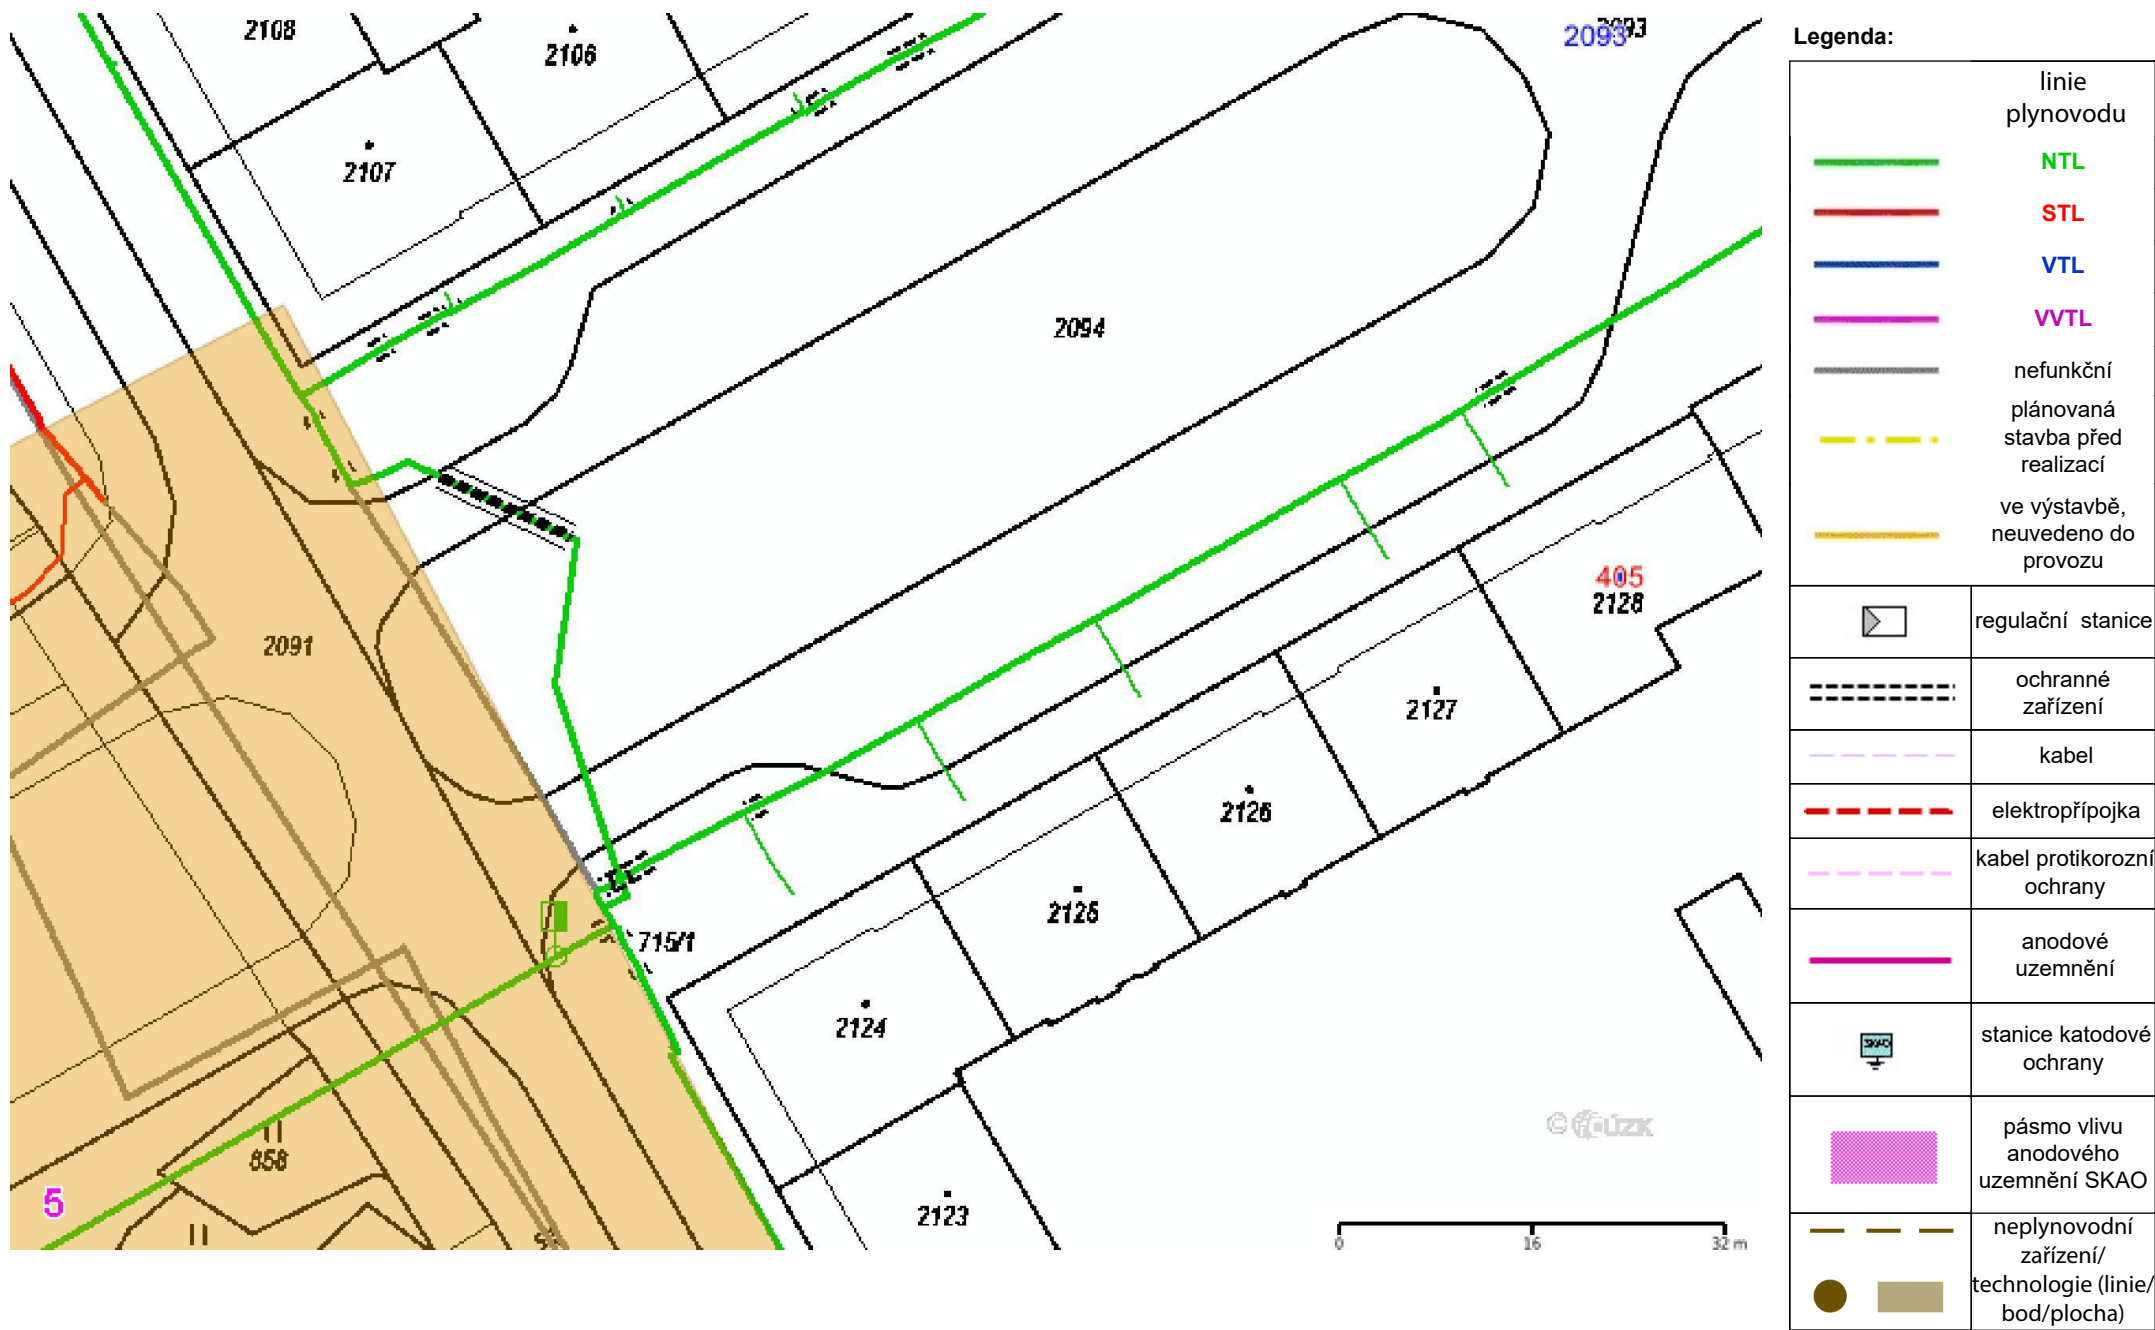 2108
2106
2107
2093
2093
2094
2091
405
2128
2127
2126
2125
715/1
2124
858
5
2123
0 16 32 m
Legenda:
linie
plynovodu
NTL
STL
VTL
VVTL
nefunkční
plánovaná
stavba před
realizací
ve výstavbě,
neuvedeno do
provozu
regulační stanice
ochranné
zařízení
kabel
elektropřípojka
kabel protikorozní
ochrany
anodové
uzemnění
SKAO
stanice katodové
ochrany
pásmo vlivu
anodového
uzemnění SKAO
neplynovodní
zařízení/
technologie (linie/
bod/plocha)